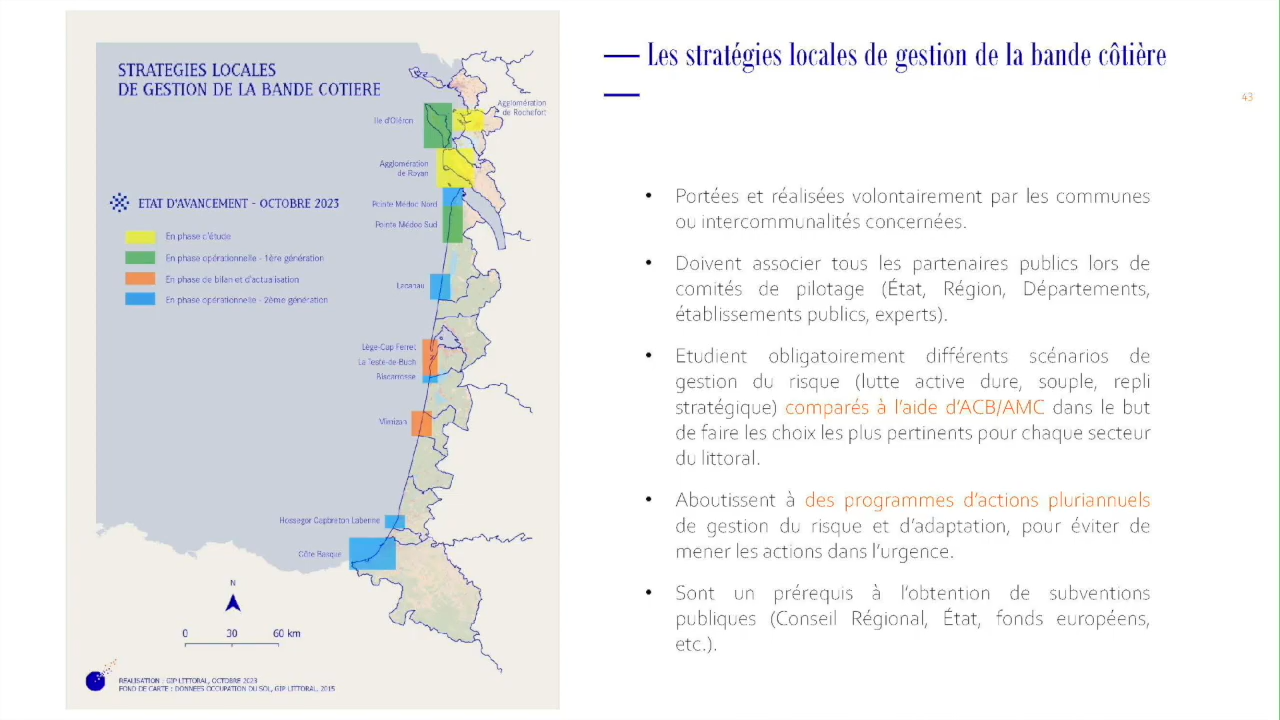 Les stratégies locales de gestion de la bande côtière
43
STRATEGIES LOCALES
DE GESTION DE LA BANDE COTIERE
Agglomération
de Rochefort
Ile d'Oléron
Agglomération
de Royan
ETAT D'AVANCEMENT - OCTOBRE 2023
Pointe Médoc Nord
Pointe Médoc Sud
En phase d'étude
En phase opérationnelle - 1ère génération
En phase de bilan et d'actualisation
En phase opérationnelle - 2ème génération
Lacanau
Lège-Cap Ferret
La Teste-de-Buch
Biscarrosse
Mimizan
Hossegor Capbreton Labenne
Côte Basque
N
0 30 60 km
REALISATION : GIP LITTORAL, OCTOBRE 2023
FOND DE CARTE : DONNEES OCCUPATION DU SOL, GIP LITTORAL, 2015
• Portées et réalisées volontairement par les communes
ou intercommunalités concernées.
• Doivent associer tous les partenaires publics lors de
comités de pilotage (État, Région, Départements,
établissements publics, experts).
• Etudient obligatoirement différents scénarios de
gestion du risque (lutte active dure, souple, repli
stratégique) comparés à l'aide d'ACB/AMC dans le but
de faire les choix les plus pertinents pour chaque secteur
du littoral.
• Aboutissent à des programmes d'actions pluriannuels
de gestion du risque et d'adaptation, pour éviter de
mener les actions dans l'urgence.
• Sont un prérequis à l'obtention de subventions
publiques (Conseil Régional, État, fonds européens,
etc.).